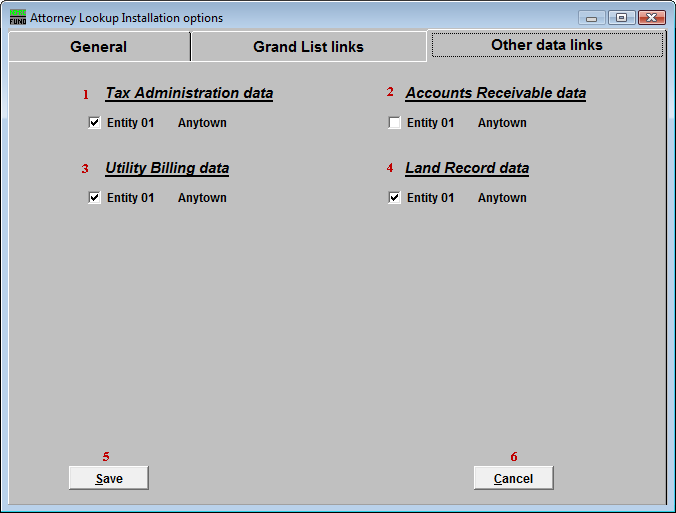 Attorney Lookup Installation options
FUND
General Grand List links Other data links
1 Tax Administration data 2 Accounts Receivable data
Entity 01 Anytown Entity 01 Anytown
3 Utility Billing data 4 Land Record data
Entity 01 Anytown Entity 01 Anytown
5 6
Save Cancel